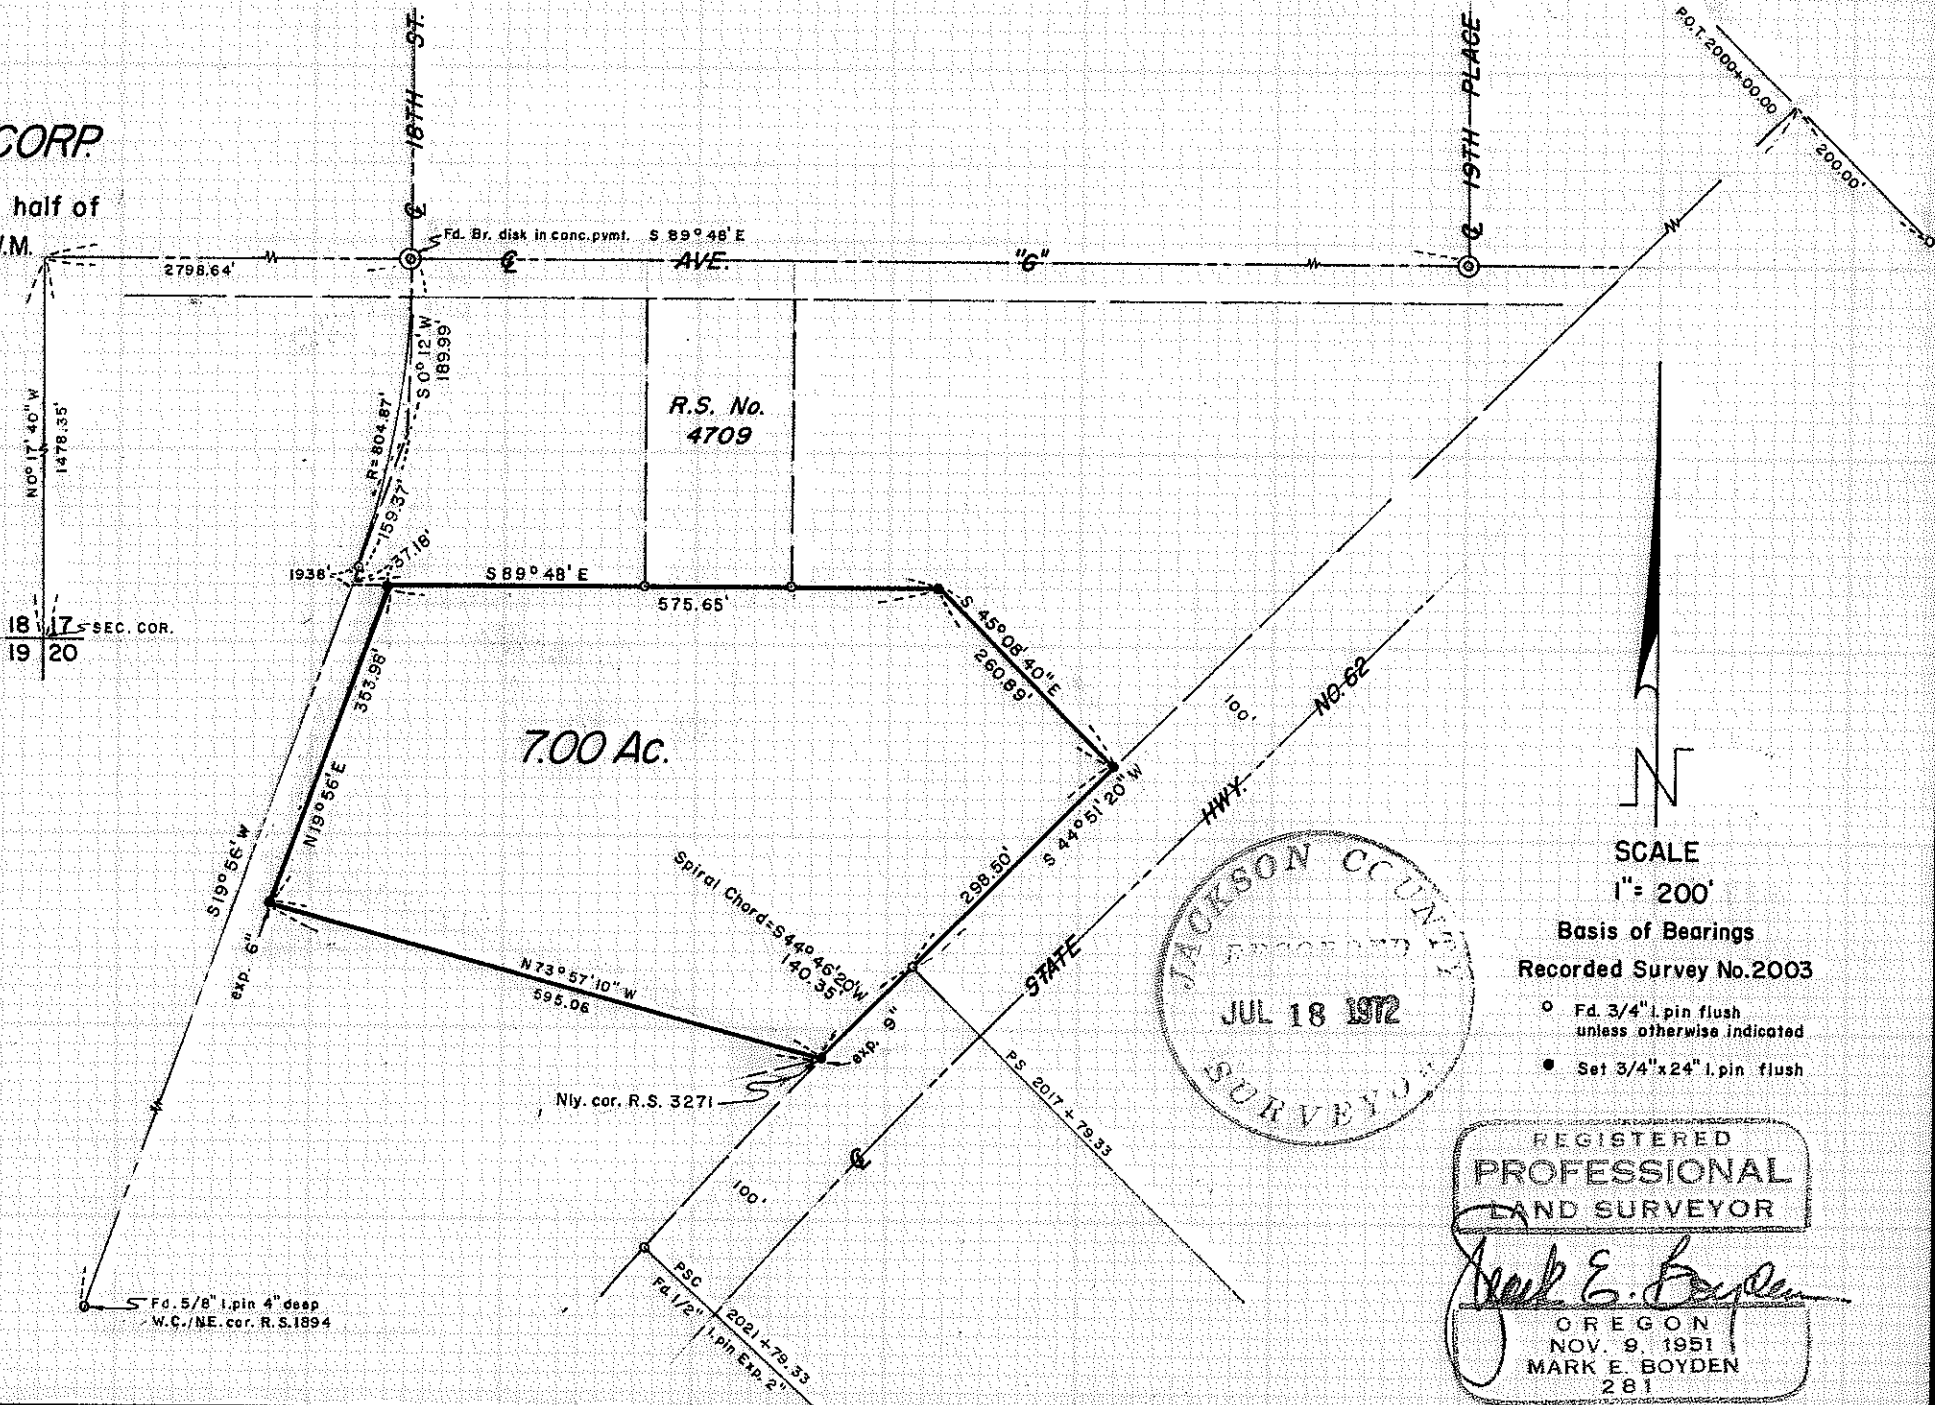 CORP.
half of
W.M.
18TH ST.
19TH PLACE
P.O.T. 2000+00.00
200.00'
Fd. Br. disk in conc. pvmt.
S 89° 48' E
2798.64'
AVE.
"G"
S 0° 12' W
189.99'
R=804.87'
159.37'
37.18'
1938'
N 0° 17' 40" W
1478.35'
18 17
SEC. COR.
19 20
R.S. No.
4709
S 89° 48' E
575.65'
S 45° 08' 40" E
260.89'
353.98'
N 19° 56' E
S 19° 56' W
7.00 Ac.
100'
HWY. NO. 62
STATE
298.50'
S 44° 51' 20" W
Spiral Chord=S44° 46' 20" W
140.35'
N 73° 57' 10" W
595.06
exp. 6"
exp. 9"
Nly. cor. R.S. 3271
PS 2017 + 79.33
100'
PSC 2021+79.33
Fd. 1/2" I. pin Exp. 2"
Fd. 5/8" I. pin 4" deep
W.C./NE. cor. R.S. 1894
N
SCALE
1"= 200'
Basis of Bearings
Recorded Survey No. 2003
Fd. 3/4" I. pin flush
unless otherwise indicated
Set 3/4"x24" I. pin flush
JACKSON COUNTY
JUL 18 1972
SURVEYOR
REGISTERED
PROFESSIONAL
LAND SURVEYOR
Mark E. Boyden
OREGON
NOV. 9, 1951
MARK E. BOYDEN
281